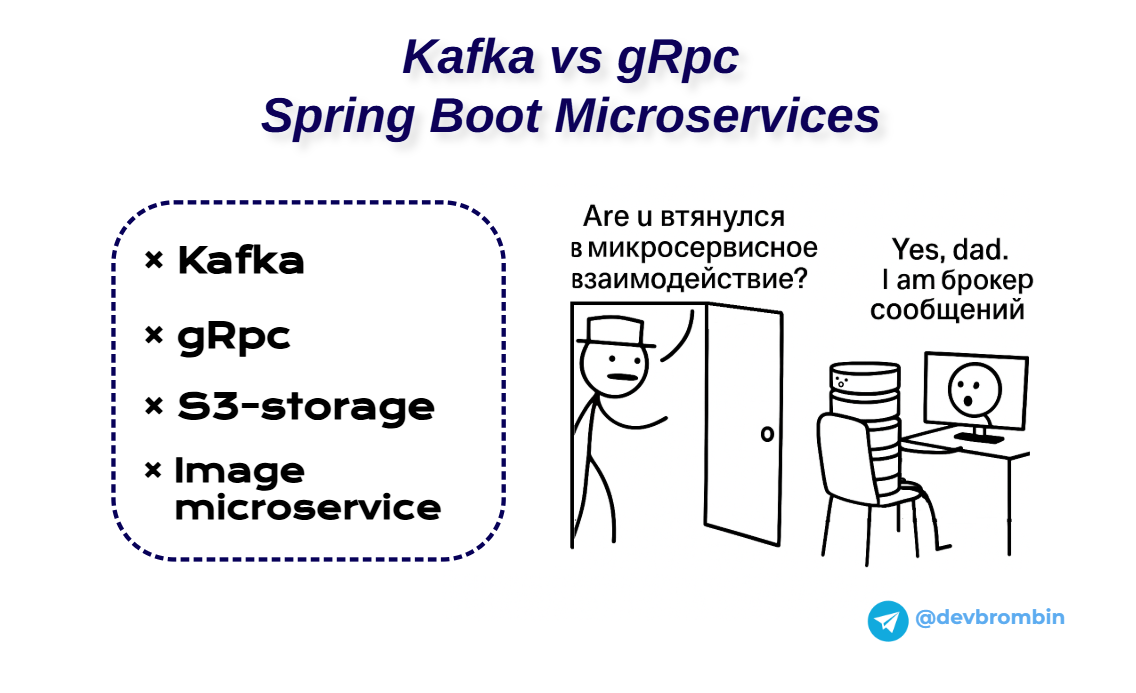 Kafka vs gRpc
Spring Boot Microservices
× Kafka
× gRpc
× S3-storage
× Image
microservice
Are u втянулся
в микросервисное
взаимодействие?
Yes, dad.
I am брокер
сообщений
@devbrombin